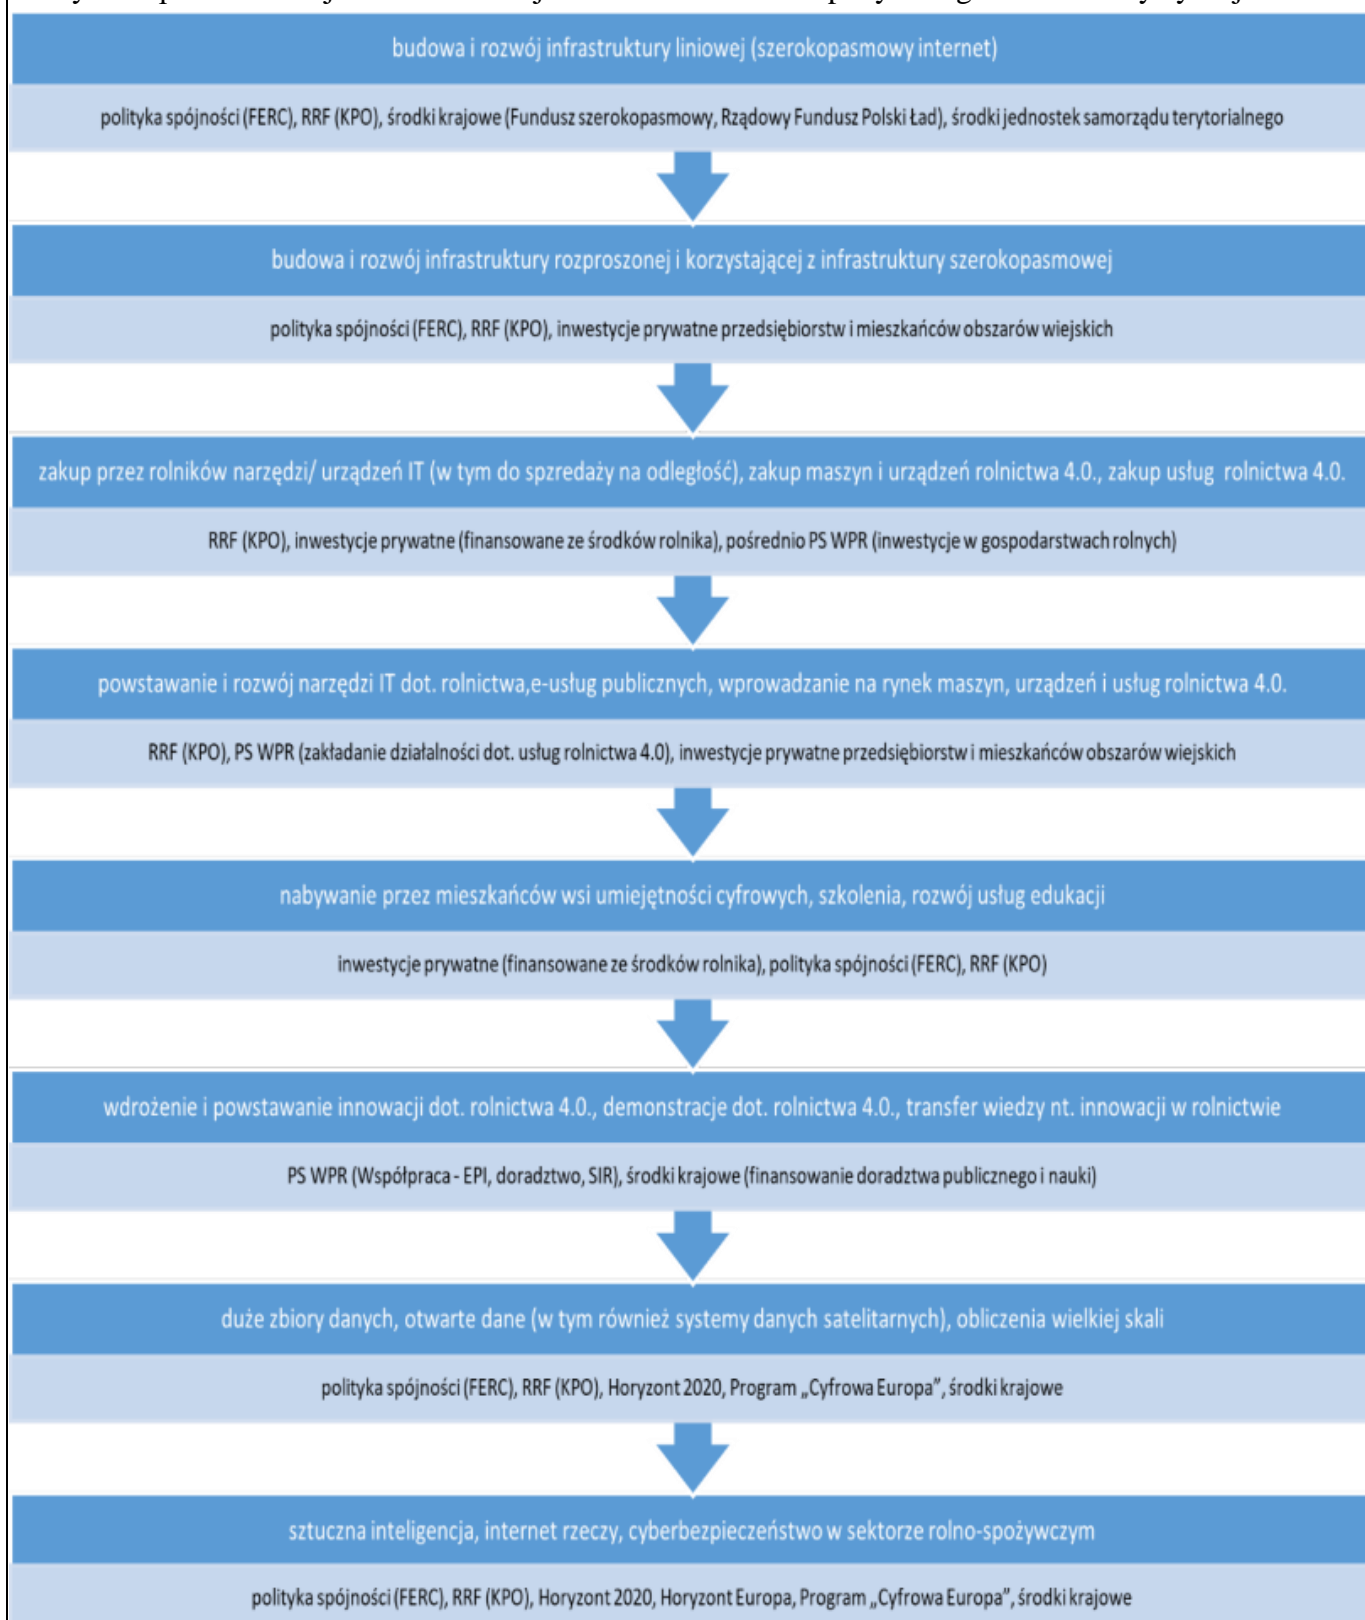 budowa i rozwój infrastruktury liniowej (szerokopasmowy internet)
polityka spójności (FERC), RRF (KPO), środki krajowe (Fundusz szerokopasmowy, Rządowy Fundusz Polski Ład), środki jednostek samorządu terytorialnego
budowa i rozwój infrastruktury rozproszonej i korzystającej z infrastruktury szerokopasmowej
polityka spójności (FERC), RRF (KPO), inwestycje prywatne przedsiębiorstw i mieszkańców obszarów wiejskich
zakup przez rolników narzędzi/ urządzeń IT (w tym do spzredaży na odległość), zakup maszyn i urządzeń rolnictwa 4.0., zakup usług rolnictwa 4.0.
RRF (KPO), inwestycje prywatne (finansowane ze środków rolnika), pośrednio PS WPR (inwestycje w gospodarstwach rolnych)
powstawanie i rozwój narzędzi IT dot. rolnictwa,e-usług publicznych, wprowadzanie na rynek maszyn, urządzeń i usług rolnictwa 4.0.
RRF (KPO), PS WPR (zakładanie działalności dot. usług rolnictwa 4.0), inwestycje prywatne przedsiębiorstw i mieszkańców obszarów wiejskich
nabywanie przez mieszkańców wsi umiejętności cyfrowych, szkolenia, rozwój usług edukacji
inwestycje prywatne (finansowane ze środków rolnika), polityka spójności (FERC), RRF (KPO)
wdrożenie i powstawanie innowacji dot. rolnictwa 4.0., demonstracje dot. rolnictwa 4.0., transfer wiedzy nt. innowacji w rolnictwie
PS WPR (Współpraca - EPI, doradztwo, SIR), środki krajowe (finansowanie doradztwa publicznego i nauki)
duże zbiory danych, otwarte dane (w tym również systemy danych satelitarnych), obliczenia wielkiej skali
polityka spójności (FERC), RRF (KPO), Horyzont 2020, Program „Cyfrowa Europa”, środki krajowe
sztuczna inteligencja, internet rzeczy, cyberbezpieczeństwo w sektorze rolno-spożywczym
polityka spójności (FERC), RRF (KPO), Horyzont 2020, Horyzont Europa, Program „Cyfrowa Europa”, środki krajowe